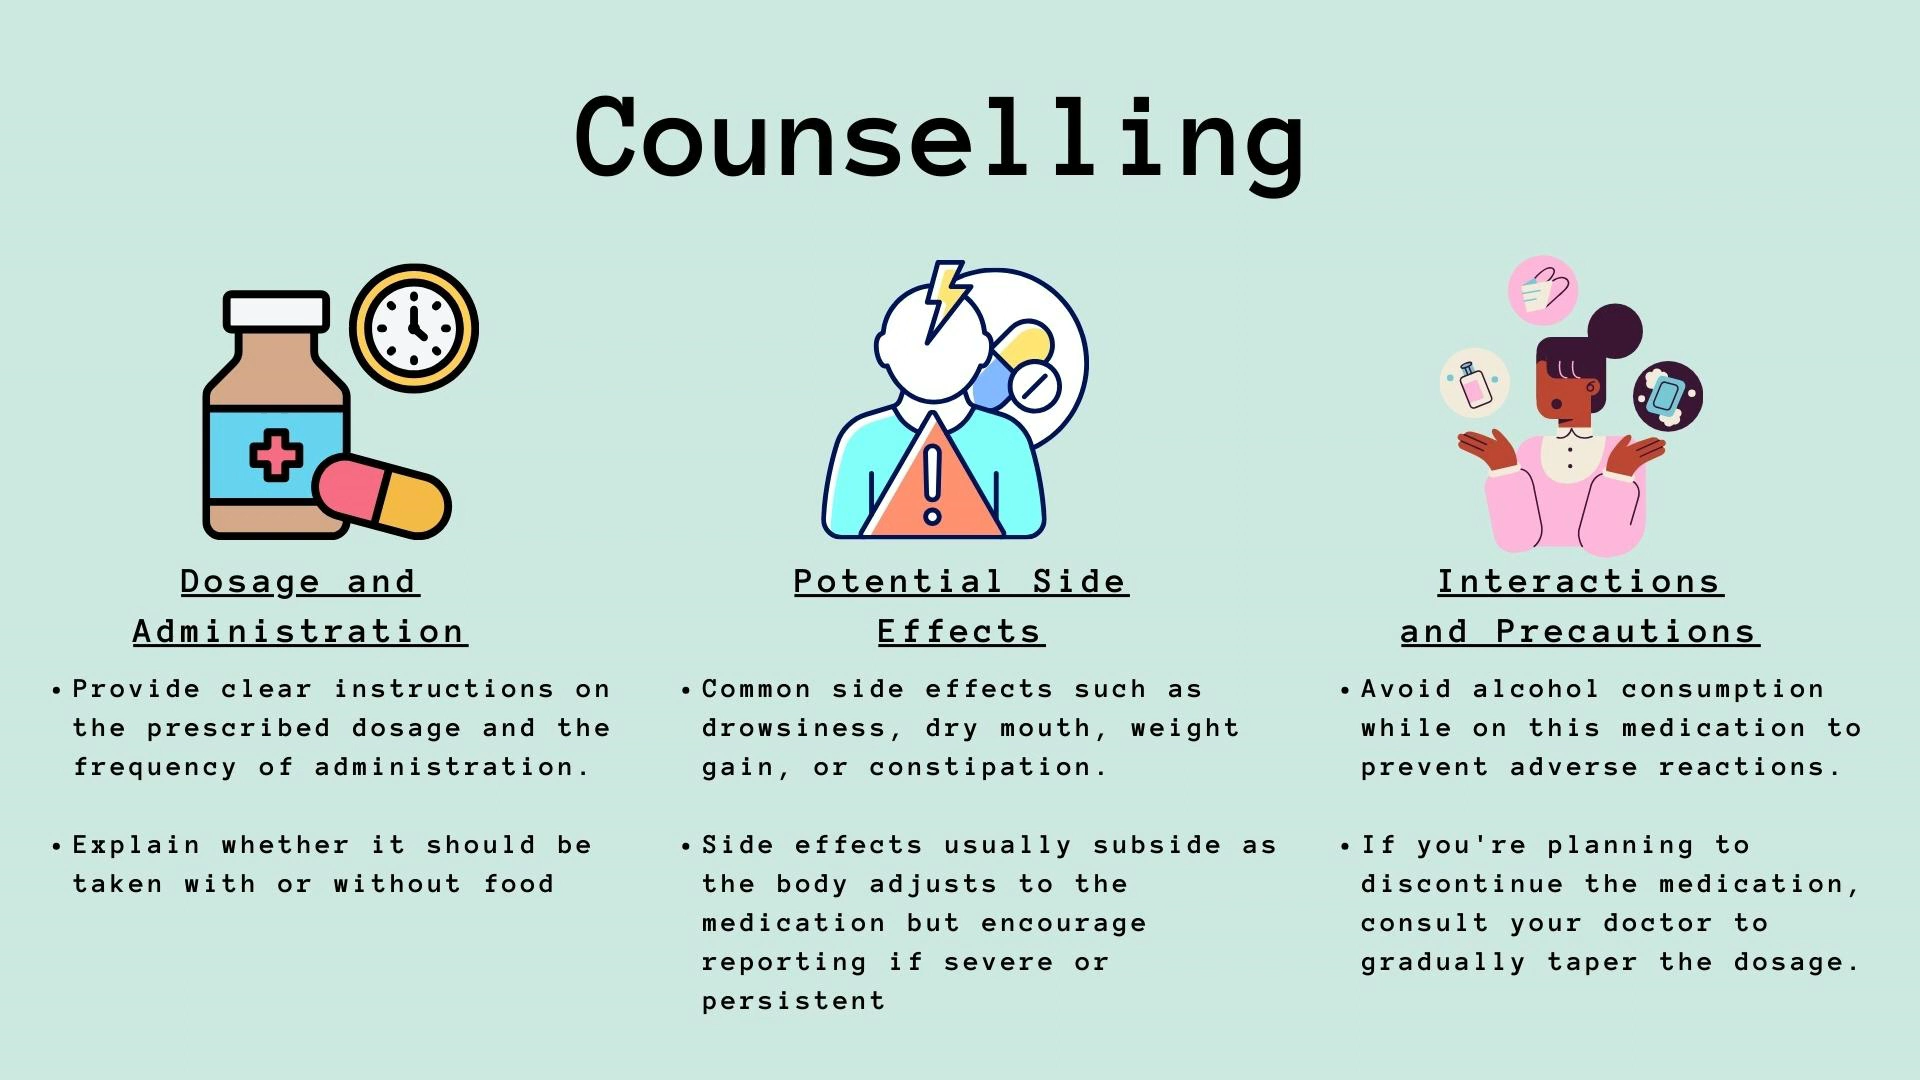 Counselling
Dosage and
Administration
• Provide clear instructions on
the prescribed dosage and the
frequency of administration.
• Explain whether it should be
taken with or without food
Potential Side
Effects
• Common side effects such as
drowsiness, dry mouth, weight
gain, or constipation.
• Side effects usually subside as
the body adjusts to the
medication but encourage
reporting if severe or
persistent
Interactions
and Precautions
• Avoid alcohol consumption
while on this medication to
prevent adverse reactions.
• If you're planning to
discontinue the medication,
consult your doctor to
gradually taper the dosage.